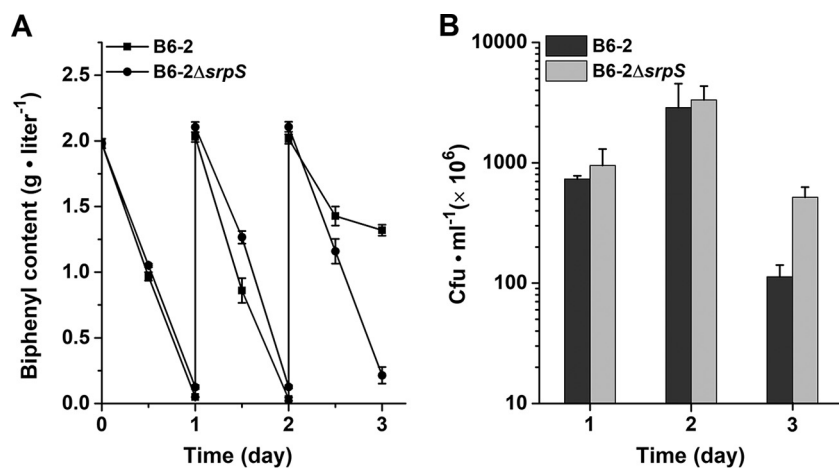 A
B6-2
B6-2ΔsrpS
2.5
2.0
1.5
1.0
0.5
0.0
Biphenyl content (g • liter⁻¹)
0 1 2 3
Time (day)
B
B6-2
B6-2ΔsrpS
10000
1000
100
10
Cfu • ml⁻¹(× 10⁶)
1 2 3
Time (day)